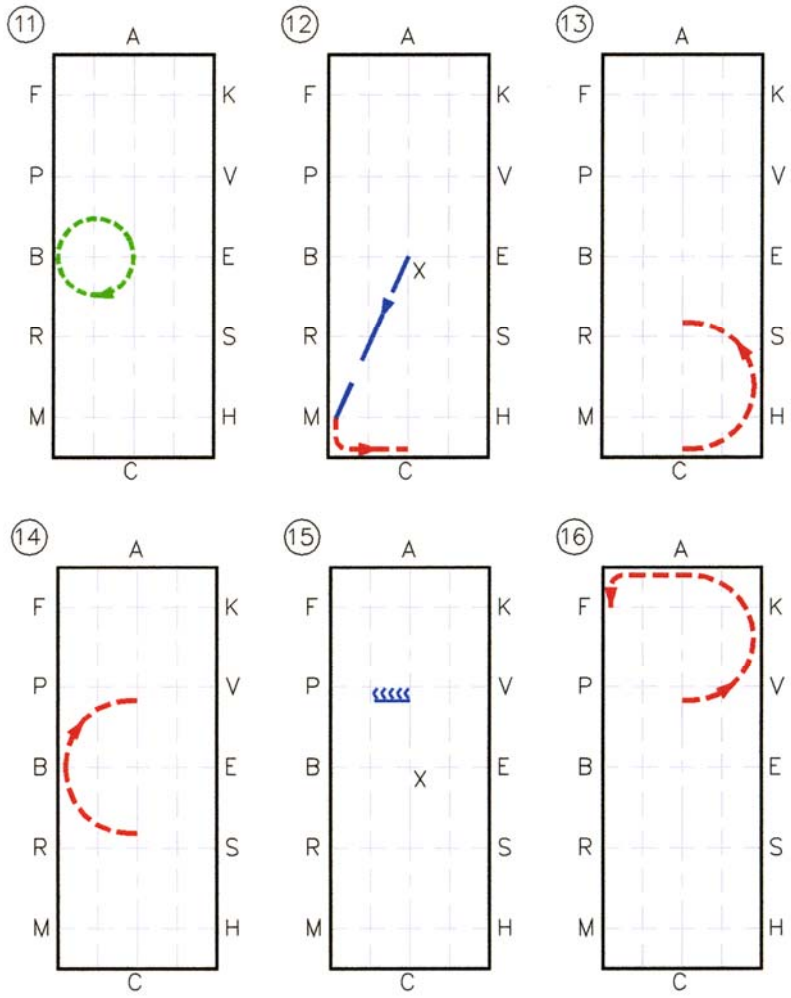 11 12 13
A A A
F K F K F K
P V P V P V
B E B X E B E
R S R S R S
M H M H M H
C C C
14 15 16
A A A
F K F K F K
P V P V P V
B E B X E B E
R S R S R S
M H M H M H
C C C